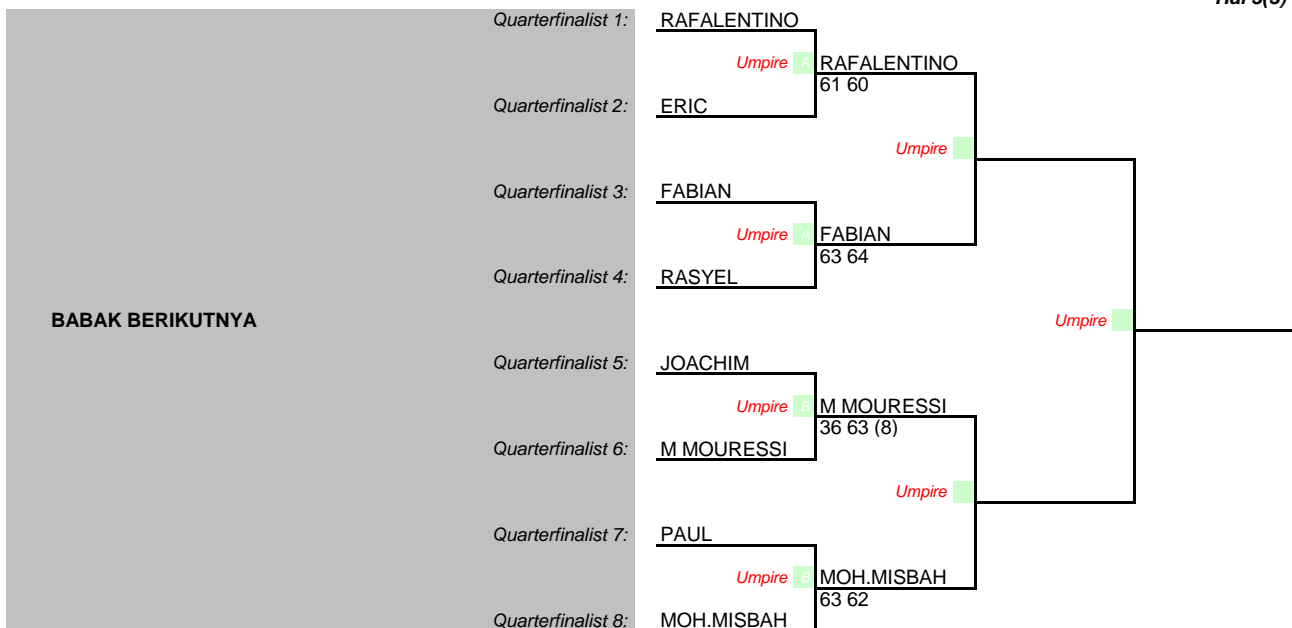 Quarterfinalist 1: RAFALENTINO
Umpire A RAFALENTINO
61 60
Quarterfinalist 2: ERIC
Umpire
Quarterfinalist 3: FABIAN
Umpire A FABIAN
63 64
Quarterfinalist 4: RASYEL
BABAK BERIKUTNYA
Umpire
Quarterfinalist 5: JOACHIM
Umpire B M MOURESSI
36 63 (8)
Quarterfinalist 6: M MOURESSI
Umpire
Quarterfinalist 7: PAUL
Umpire B MOH.MISBAH
63 62
Quarterfinalist 8: MOH.MISBAH